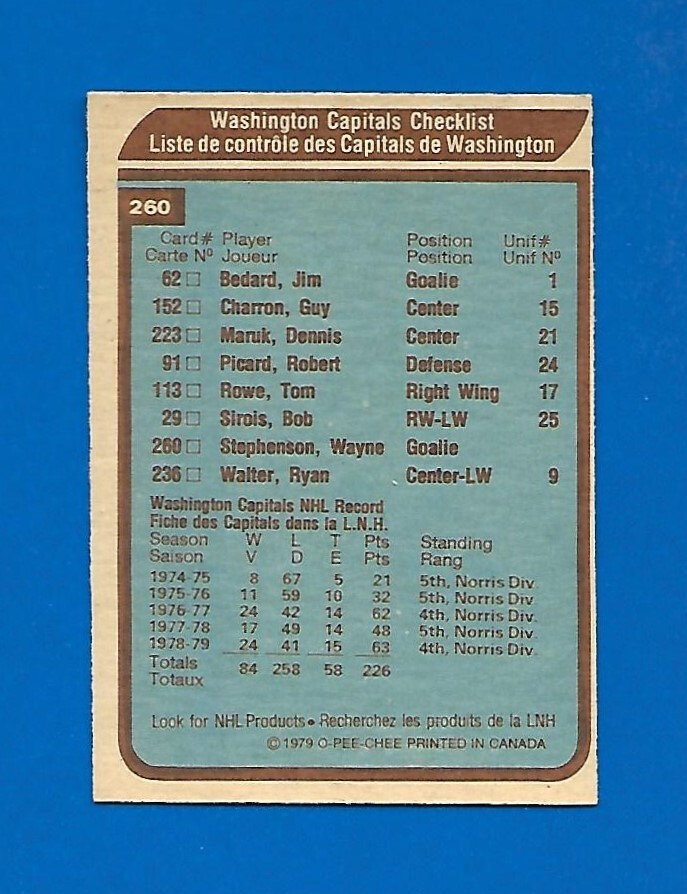 Washington Capitals Checklist
Liste de contrôle des Capitals de Washington
260
Card# Player Position Unif#
Carte Nº Joueur Position Unif Nº
62 □ Bedard, Jim Goalie 1
152 □ Charron, Guy Center 15
223 □ Maruk, Dennis Center 21
91 □ Picard, Robert Defense 24
113 □ Rowe, Tom Right Wing 17
29 □ Sirois, Bob RW-LW 25
260 □ Stephenson, Wayne Goalie
236 □ Walter, Ryan Center-LW 9
Washington Capitals NHL Record
Fiche des Capitals dans la L.N.H.
Season W L T Pts Standing
Saison V D E Pts Rang
1974-75 8 67 5 21 5th, Norris Div.
1975-76 11 59 10 32 5th, Norris Div.
1976-77 24 42 14 62 4th, Norris Div.
1977-78 17 49 14 48 5th, Norris Div.
1978-79 24 41 15 63 4th, Norris Div.
Totals 84 258 58 226
Totaux
Look for NHL Products • Recherchez les produits de la LNH
© 1979 O-PEE-CHEE PRINTED IN CANADA